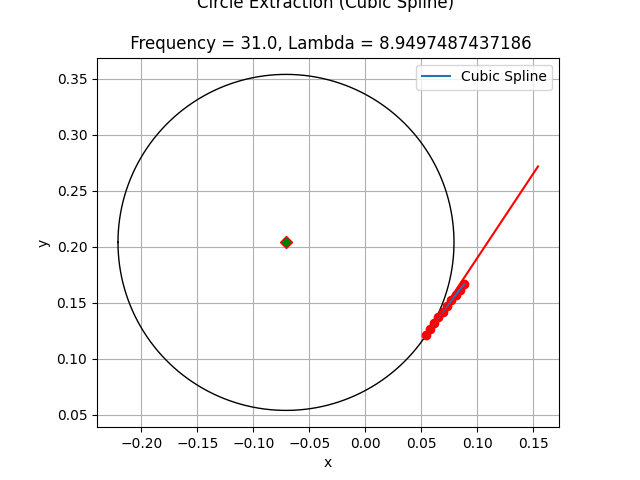 Circle Extraction (Cubic Spline)
Frequency = 31.0, Lambda = 8.9497487437186
Cubic Spline
0.35
0.30
0.25
0.20
0.15
0.10
0.05
y
−0.20 −0.15 −0.10 −0.05 0.00 0.05 0.10 0.15
x